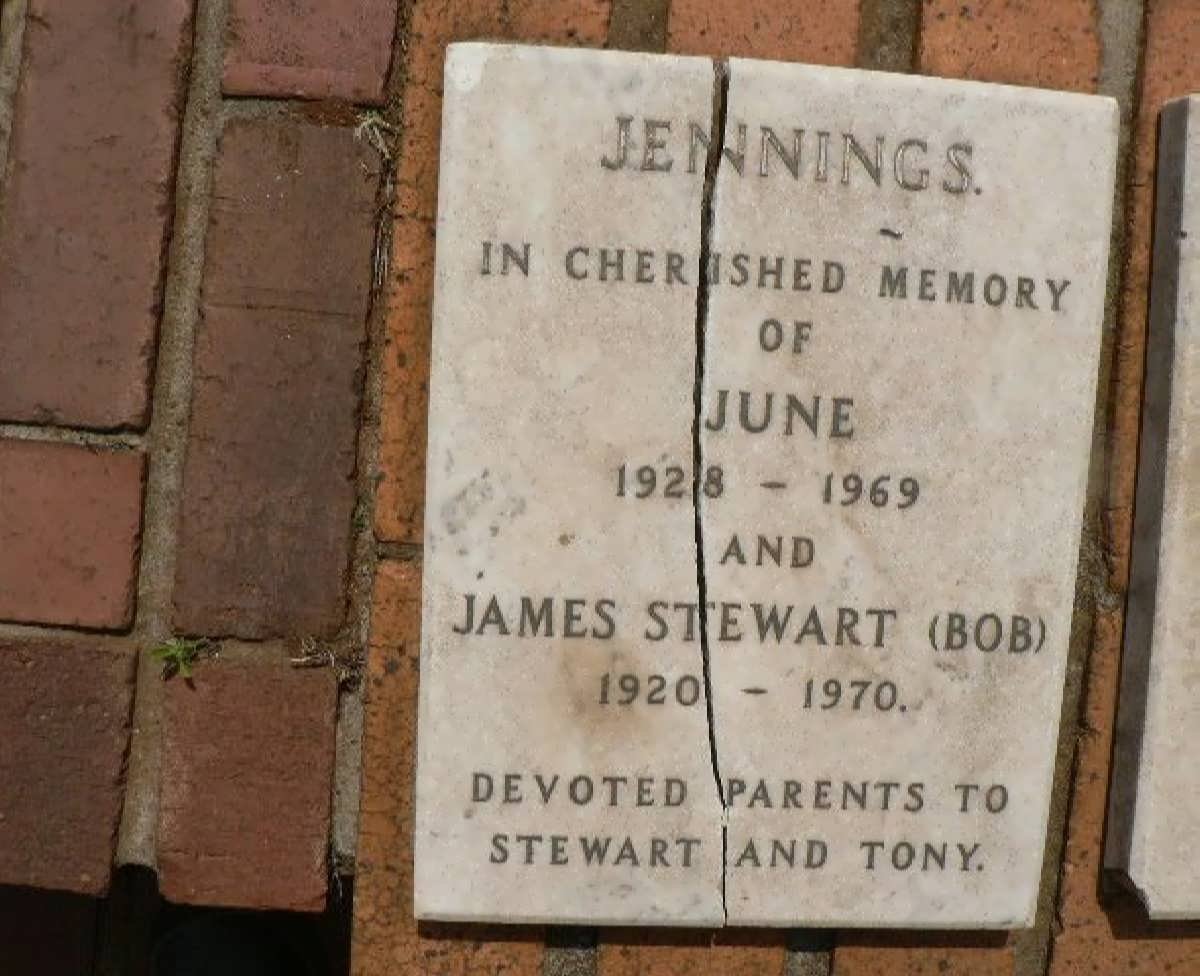 JENNINGS.
IN CHERISHED MEMORY
OF
JUNE
1928 - 1969
AND
JAMES STEWART (BOB)
1920 - 1970.
DEVOTED PARENTS TO
STEWART AND TONY.